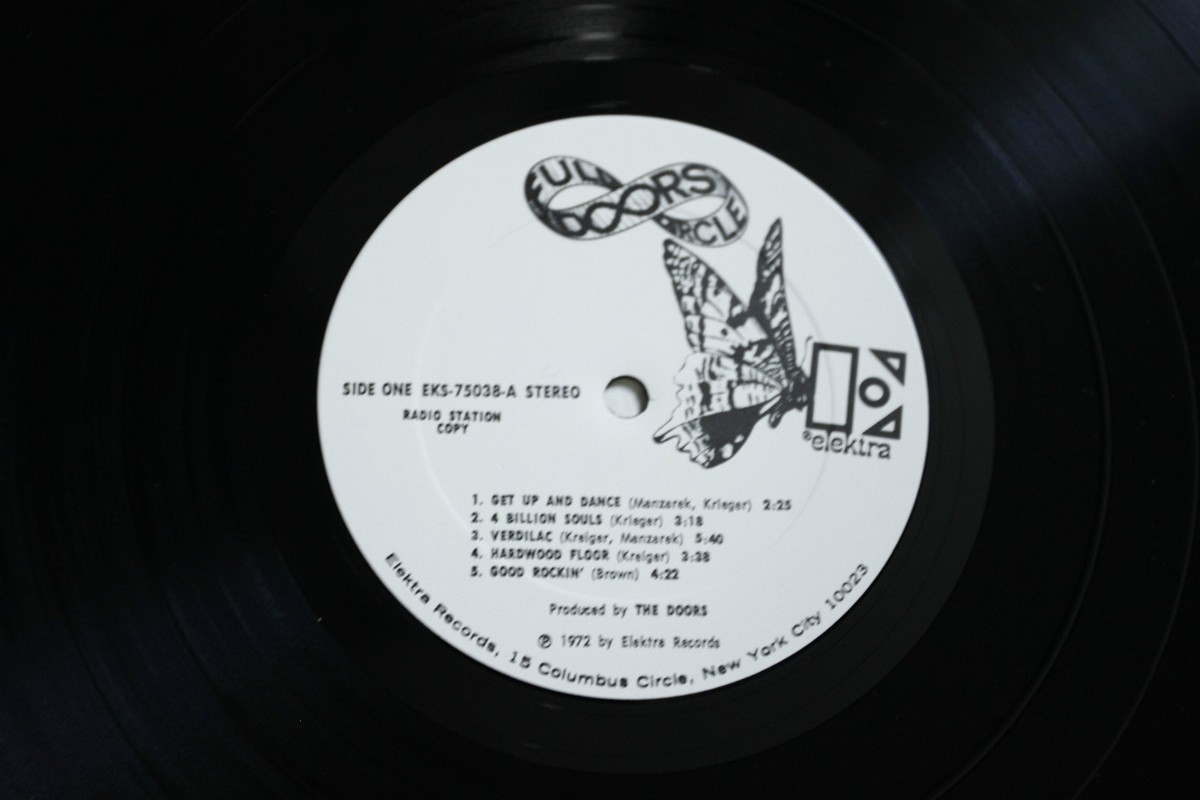 FULL CIRCLE
DOORS
SIDE ONE EKS-75038-A STEREO
RADIO STATION
COPY
℗elektra
1. GET UP AND DANCE (Manzarek, Krieger) 2:25
2. 4 BILLION SOULS (Krieger) 3:18
3. VERDILAC (Kreiger, Manzarek) 5:40
4. HARDWOOD FLOOR (Kreiger) 3:38
5. GOOD ROCKIN' (Brown) 4:22
Produced by THE DOORS
℗ 1972 by Elektra Records
Elektra Records, 15 Columbus Circle, New York City 10023